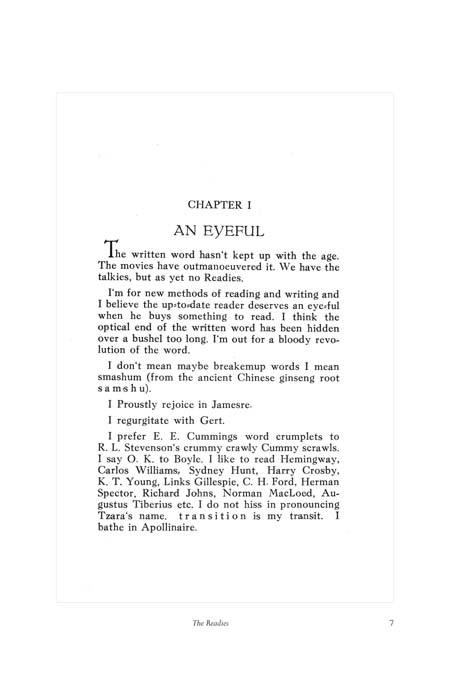 CHAPTER I
AN EYEFUL
The written word hasn't kept up with the age.
The movies have outmanoeuvered it. We have the
talkies, but as yet no Readies.
I'm for new methods of reading and writing and
I believe the up-to-date reader deserves an eye-ful
when he buys something to read. I think the
optical end of the written word has been hidden
over a bushel too long. I'm out for a bloody revo-
lution of the word.
I don't mean maybe breakemup words I mean
smashum (from the ancient Chinese ginseng root
s a m-s h u).
I Proustly rejoice in Jamesre.
I regurgitate with Gert.
I prefer E. E. Cummings word crumplets to
R. L. Stevenson's crummy crawly Cummy scrawls.
I say O. K. to Boyle. I like to read Hemingway,
Carlos Williams, Sydney Hunt, Harry Crosby,
K. T. Young, Links Gillespie, C. H. Ford, Herman
Spector, Richard Johns, Norman MacLoed, Au-
gustus Tiberius etc. I do not hiss in pronouncing
Tzara's name. t r a n s i t i o n is my transit. I
bathe in Apollinaire.
The Readies 7